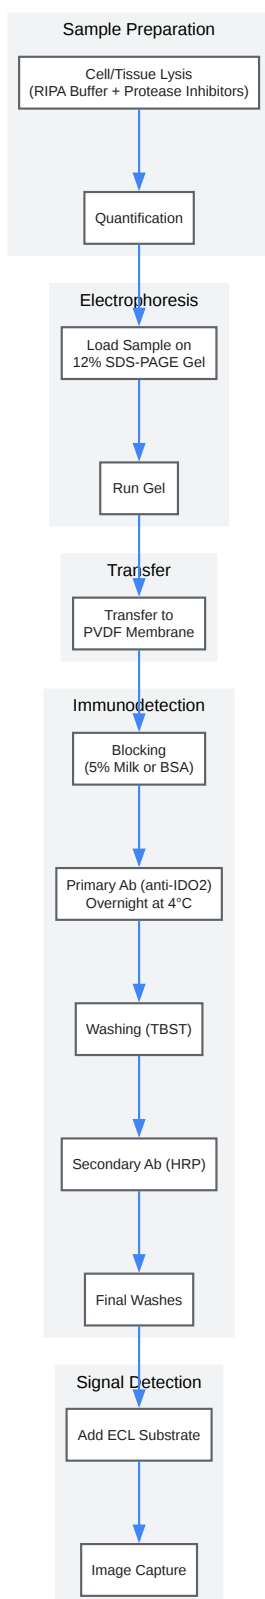 Sample Preparation
Cell/Tissue Lysis
(RIPA Buffer + Protease Inhibitors)
Quantification
Electrophoresis
Load Sample on
12% SDS-PAGE Gel
Run Gel
Transfer
Transfer to
PVDF Membrane
Immunodetection
Blocking
(5% Milk or BSA)
Primary Ab (anti-IDO2)
Overnight at 4°C
Washing (TBST)
Secondary Ab (HRP)
Final Washes
Signal Detection
Add ECL Substrate
Image Capture